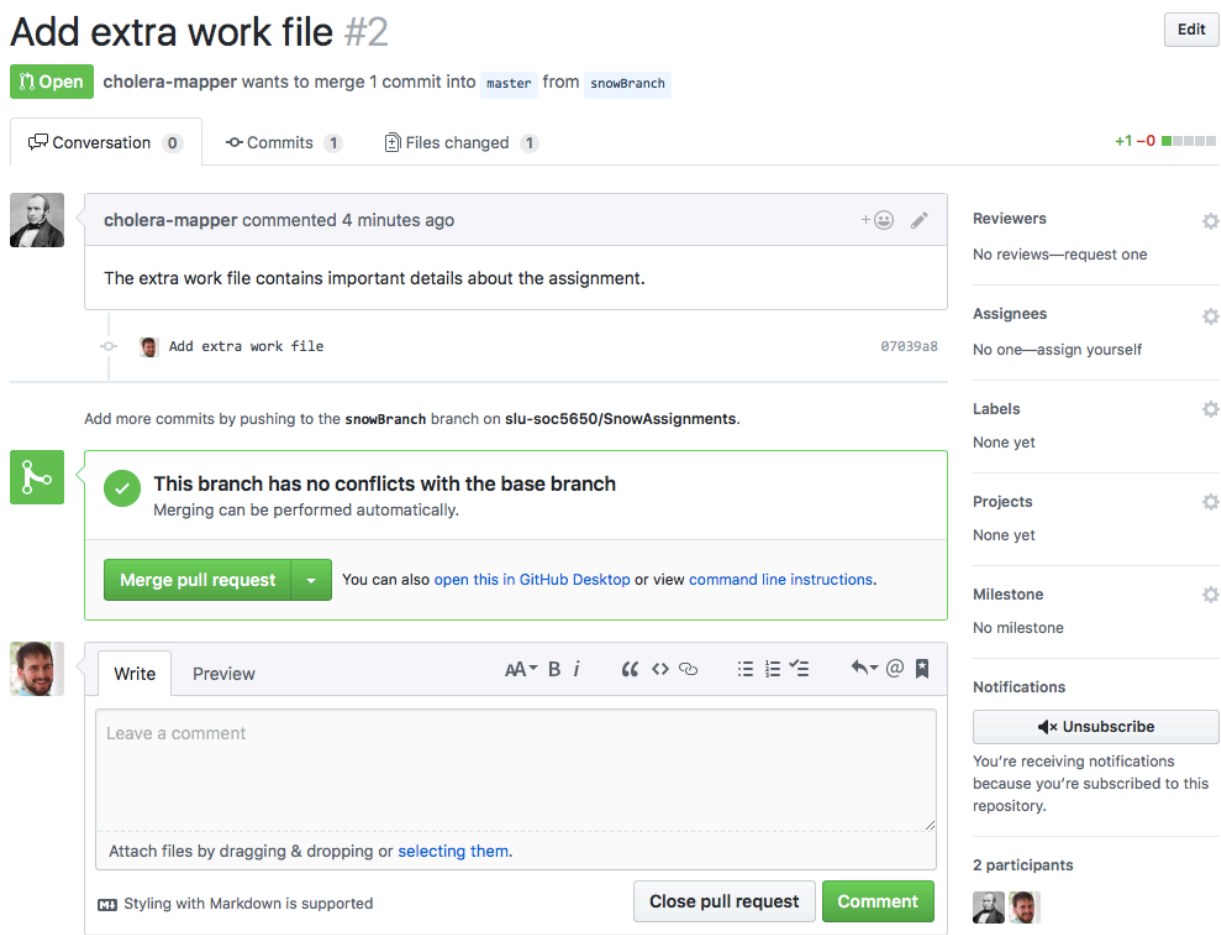 Add extra work file #2
Edit
Open cholera-mapper wants to merge 1 commit into master from snowBranch
Conversation 0 Commits 1 Files changed 1
+1 −0
cholera-mapper commented 4 minutes ago
The extra work file contains important details about the assignment.
Add extra work file 07039a8
Add more commits by pushing to the snowBranch branch on slu-soc5650/SnowAssignments.
This branch has no conflicts with the base branch
Merging can be performed automatically.
Merge pull request You can also open this in GitHub Desktop or view command line instructions.
Write Preview AA B i
Leave a comment
Attach files by dragging & dropping or selecting them.
Styling with Markdown is supported
Close pull request Comment
Reviewers
No reviews—request one
Assignees
No one—assign yourself
Labels
None yet
Projects
None yet
Milestone
No milestone
Notifications
Unsubscribe
You're receiving notifications
because you're subscribed to this
repository.
2 participants